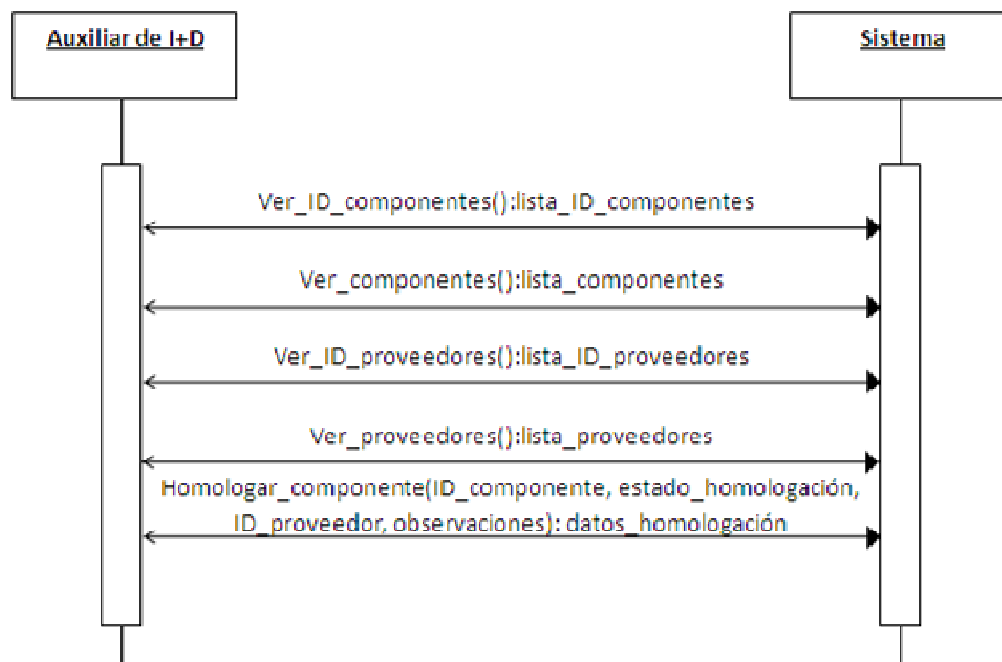 Auxiliar de I+D
Sistema
Ver_ID_componentes():lista_ID_componentes
Ver_componentes():lista_componentes
Ver_ID_proveedores():lista_ID_proveedores
Ver_proveedores():lista_proveedores
Homologar_componente(ID_componente, estado_homologación,
ID_proveedor, observaciones): datos_homologación